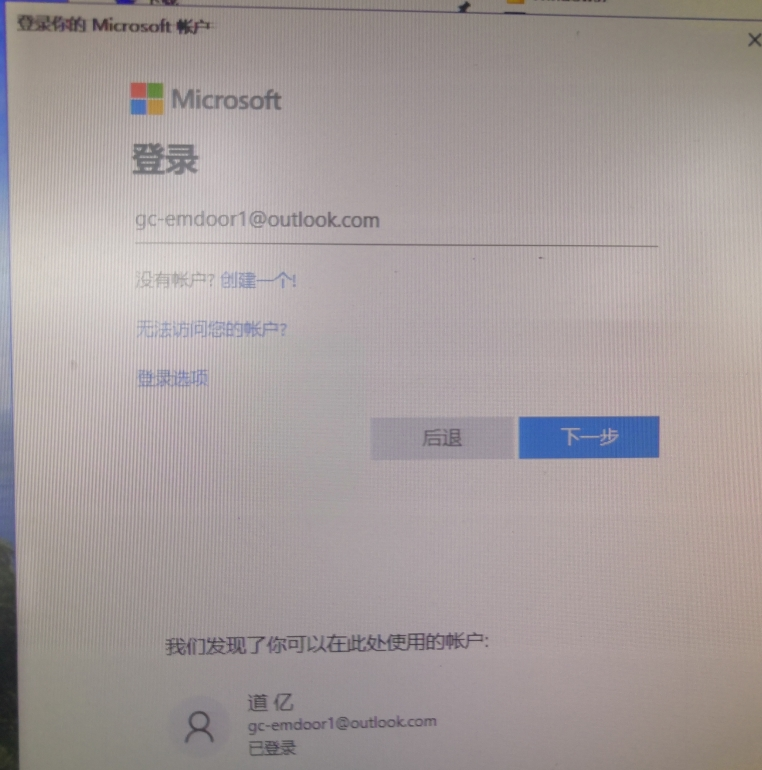 登录你的 Microsoft 帐户
Microsoft
登录
gc-emdoor1@outlook.com
没有帐户? 创建一个!
无法访问您的帐户?
登录选项
后退
下一步
我们发现了你可以在此处使用的帐户:
道 亿
gc-emdoor1@outlook.com
已登录